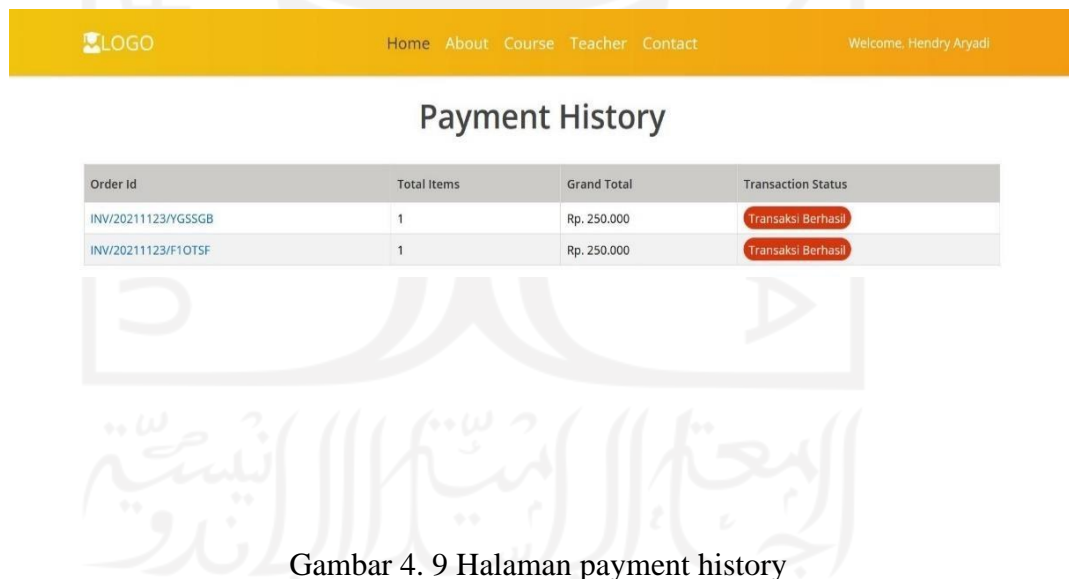 LOGO Home About Course Teacher Contact Welcome, Hendry Aryadi
Payment History
Order Id Total Items Grand Total Transaction Status
INV/20211123/YGSSGB 1 Rp. 250.000 Transaksi Berhasil
INV/20211123/F1OTSF 1 Rp. 250.000 Transaksi Berhasil
Gambar 4. 9 Halaman payment history